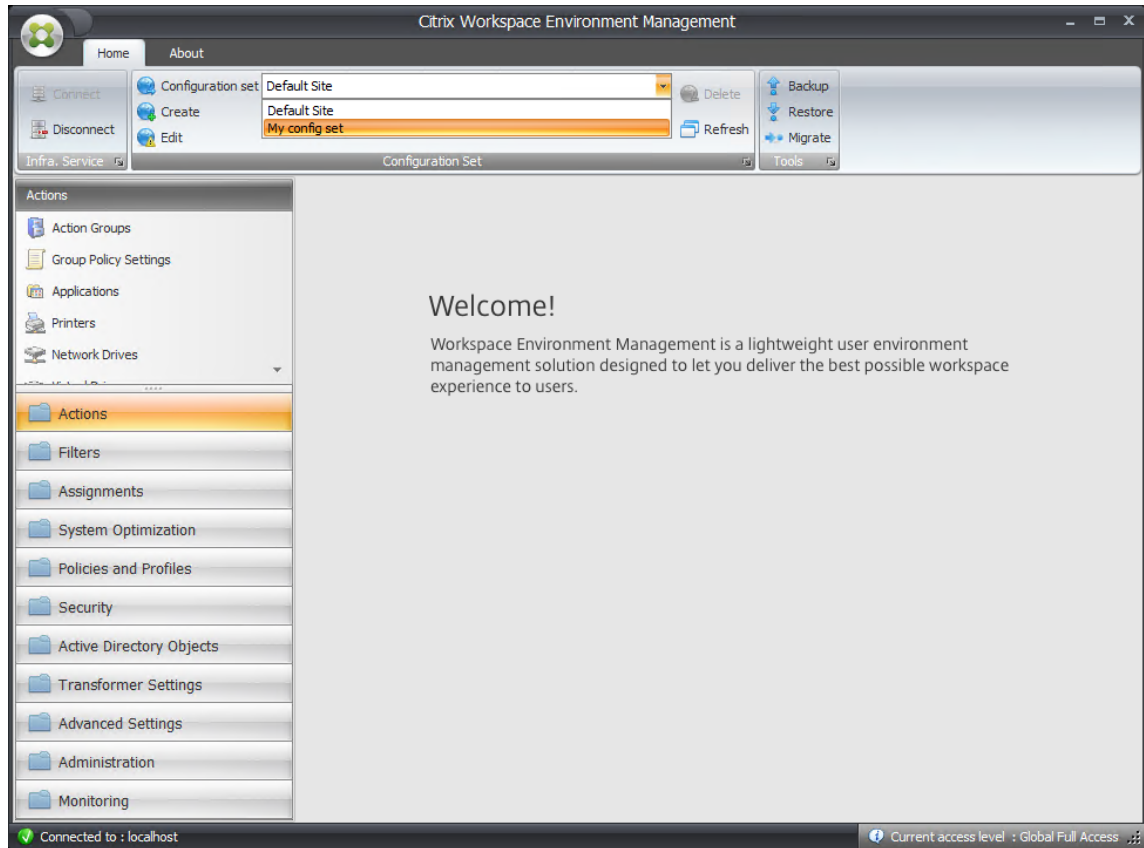 Citrix Workspace Environment Management
Home
About
Connect
Disconnect
Infra. Service
Configuration set
Default Site
Create
Edit
Default Site
My config set
Delete
Refresh
Configuration Set
Backup
Restore
Migrate
Tools
Actions
Action Groups
Group Policy Settings
Applications
Printers
Network Drives
Actions
Filters
Assignments
System Optimization
Policies and Profiles
Security
Active Directory Objects
Transformer Settings
Advanced Settings
Administration
Monitoring
Welcome!
Workspace Environment Management is a lightweight user environment
management solution designed to let you deliver the best possible workspace
experience to users.
Connected to : localhost
Current access level : Global Full Access